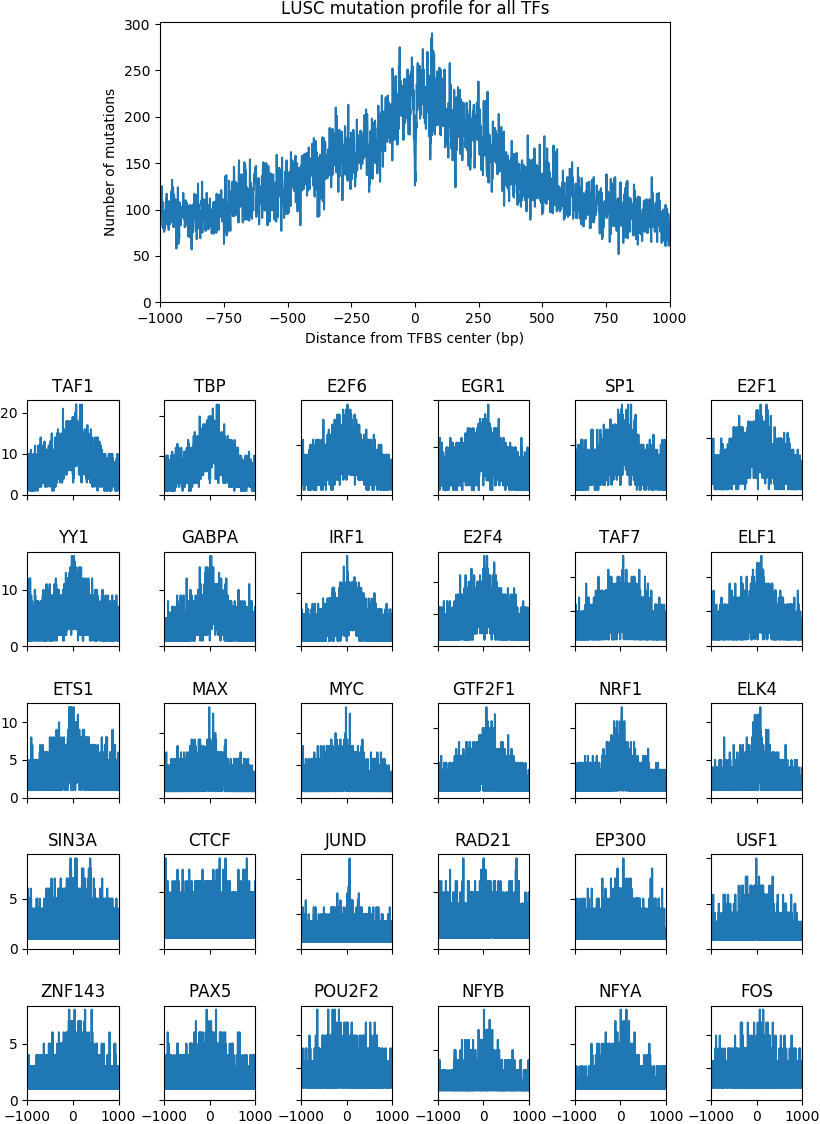 LUSC mutation profile for all TFs
300
250
200
150
100
50
0
Number of mutations
−1000 −750 −500 −250 0 250 500 750 1000
Distance from TFBS center (bp)
TAF1 TBP E2F6 EGR1 SP1 E2F1
20
10
0
YY1 GABPA IRF1 E2F4 TAF7 ELF1
10
0
ETS1 MAX MYC GTF2F1 NRF1 ELK4
10
5
0
SIN3A CTCF JUND RAD21 EP300 USF1
5
0
ZNF143 PAX5 POU2F2 NFYB NFYA FOS
5
0
−1000 0 1000 −1000 0 1000 −1000 0 1000 −1000 0 1000 −1000 0 1000 −1000 0 1000